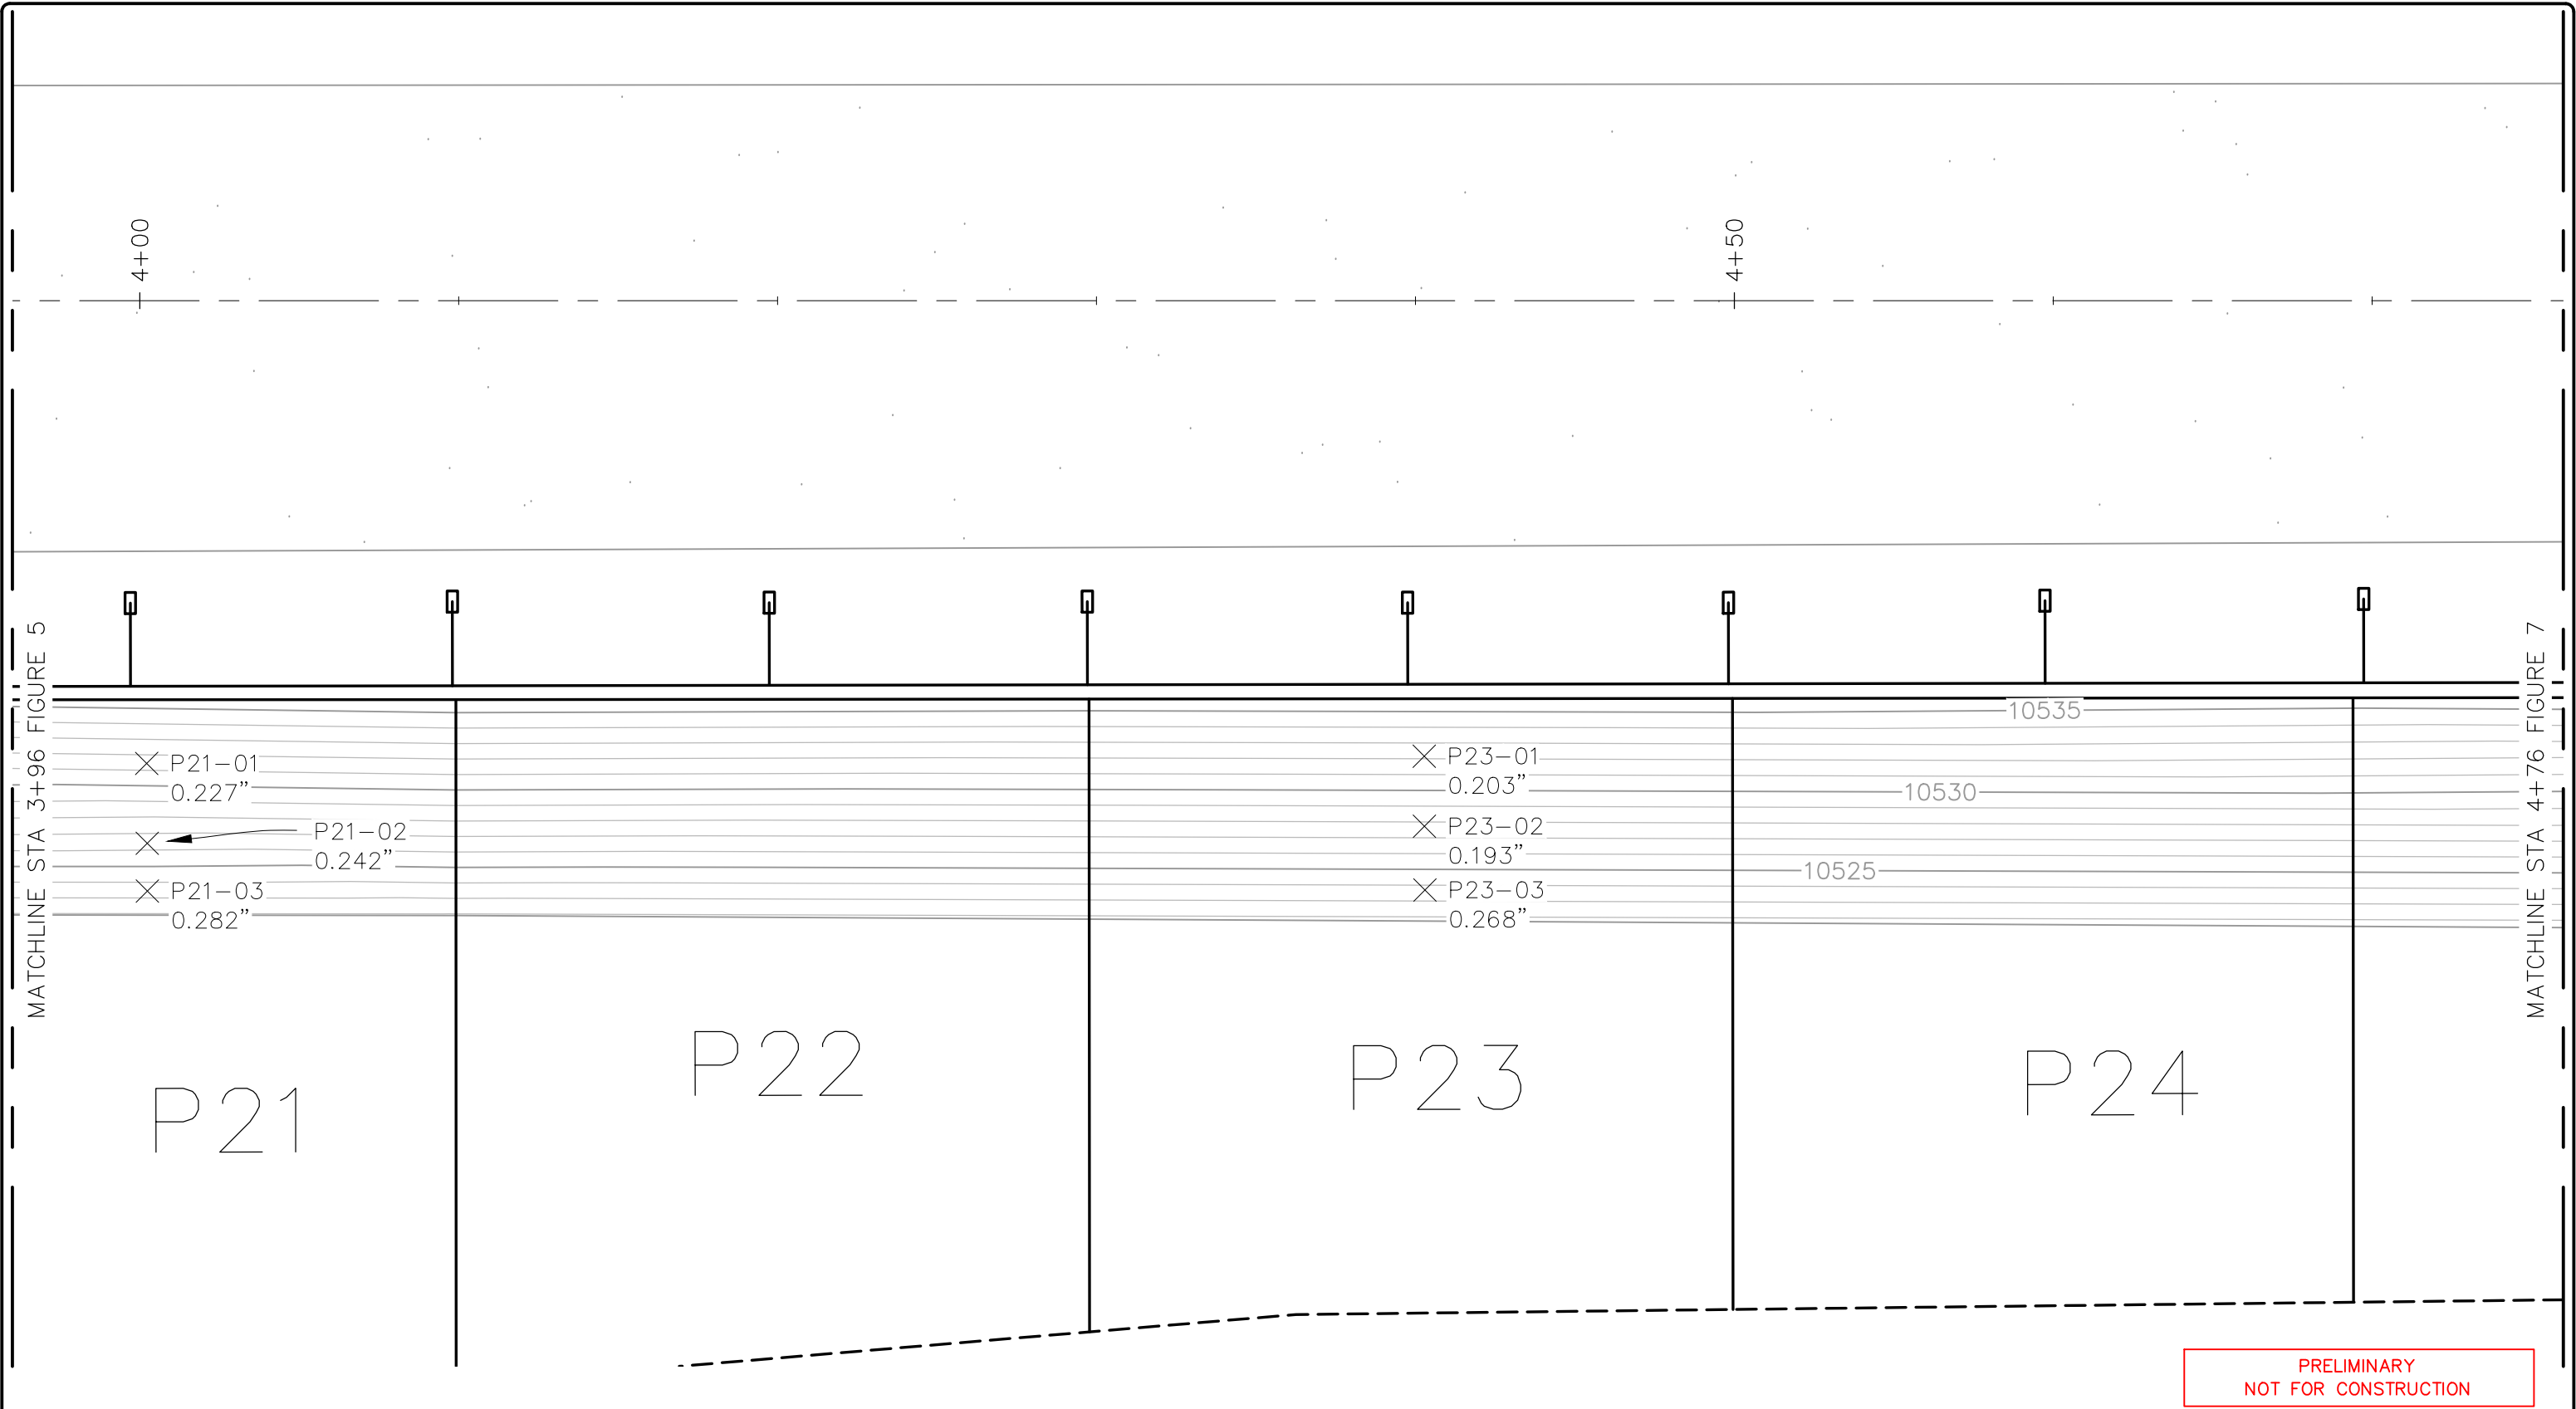 4+00
4+50
MATCHLINE STA 3+96 FIGURE 5
MATCHLINE STA 4+76 FIGURE 7
10535
P21-01
0.227"
P23-01
0.203"
10530
P21-02
0.242"
P23-02
0.193"
10525
P21-03
0.282"
P23-03
0.268"
P21
P22
P23
P24
PRELIMINARY
NOT FOR CONSTRUCTION